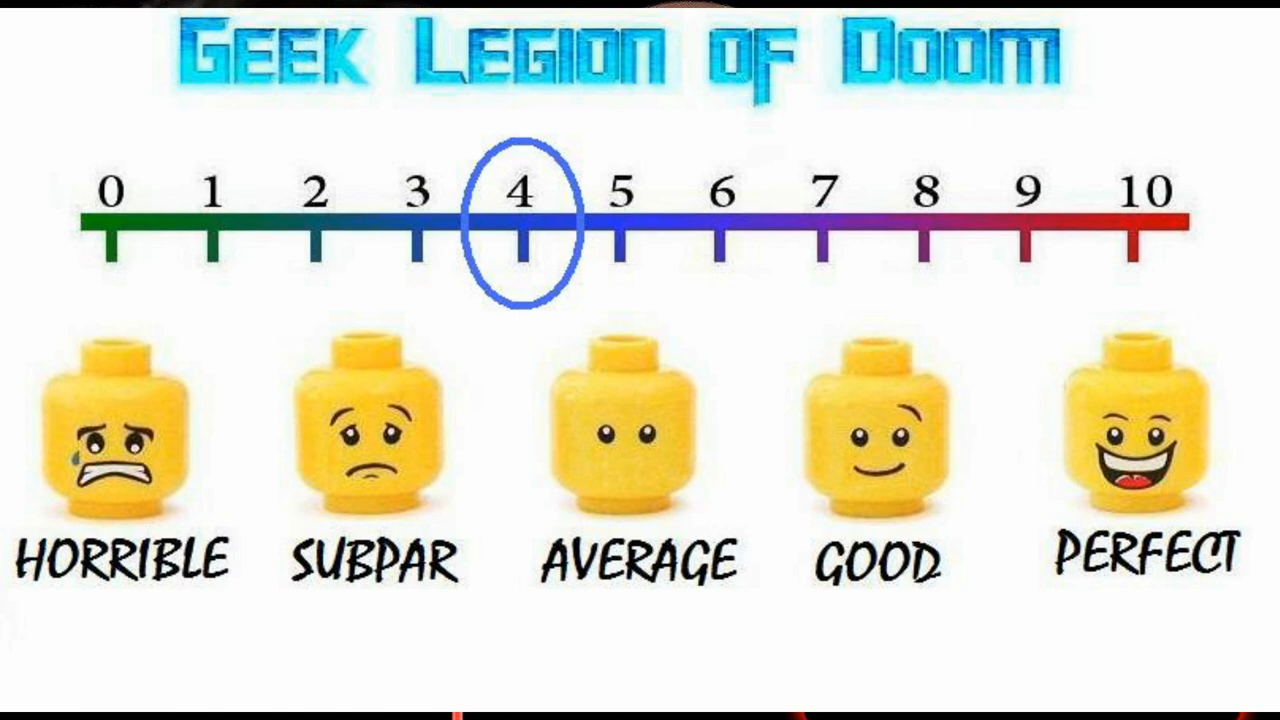 GEEK LEGION OF DOOM
0 1 2 3 4 5 6 7 8 9 10
HORRIBLE SUBPAR AVERAGE GOOD PERFECT